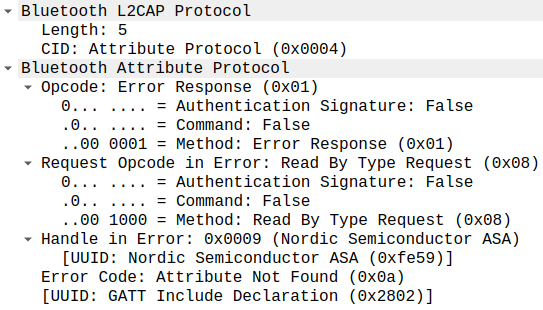 Bluetooth L2CAP Protocol
Length: 5
CID: Attribute Protocol (0x0004)
Bluetooth Attribute Protocol
Opcode: Error Response (0x01)
0... .... = Authentication Signature: False
.0.. .... = Command: False
..00 0001 = Method: Error Response (0x01)
Request Opcode in Error: Read By Type Request (0x08)
0... .... = Authentication Signature: False
.0.. .... = Command: False
..00 1000 = Method: Read By Type Request (0x08)
Handle in Error: 0x0009 (Nordic Semiconductor ASA)
[UUID: Nordic Semiconductor ASA (0xfe59)]
Error Code: Attribute Not Found (0x0a)
[UUID: GATT Include Declaration (0x2802)]